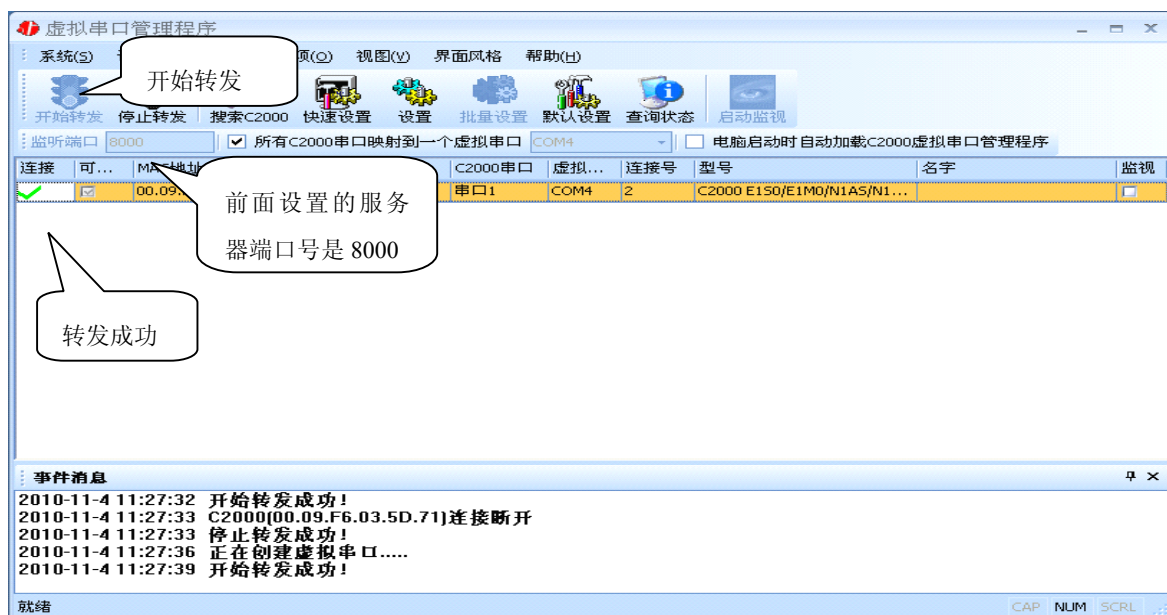 虚拟串口管理程序
系统(S) 项(O) 视图(V) 界面风格 帮助(H)
开始转发
开始转发 停止转发 搜索C2000 快速设置 设置 批量设置 默认设置 查询状态 启动监视
监听端口 8000 所有C2000串口映射到一个虚拟串口 COM4 电脑启动时自动加载C2000虚拟串口管理程序
连接 可... MAC地址 C2000串口 虚拟... 连接号 型号 名字 监视
00.09. 串口1 COM4 2 C2000 E1S0/E1M0/N1AS/N1...
前面设置的服务
器端口号是 8000
转发成功
事件消息
2010-11-4 11:27:32 开始转发成功!
2010-11-4 11:27:33 C2000(00.09.F6.03.5D.71)连接断开
2010-11-4 11:27:33 停止转发成功!
2010-11-4 11:27:36 正在创建虚拟串口.....
2010-11-4 11:27:39 开始转发成功!
就绪 CAP NUM SCRL